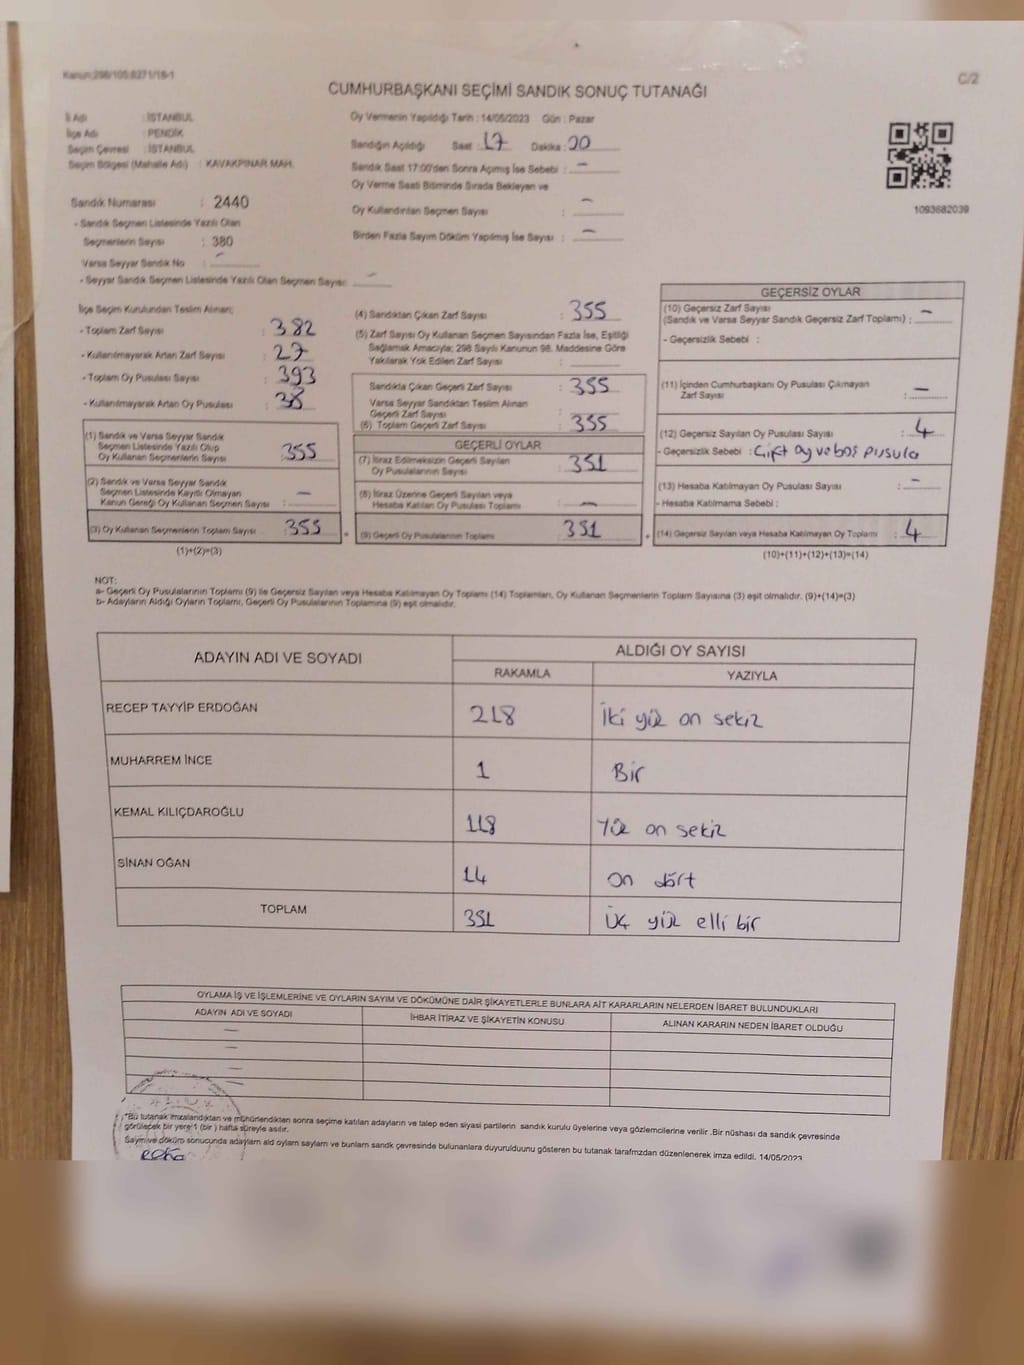 Kanun:298/105:6271/16-1
C/2
CUMHURBAŞKANI SEÇİMİ SANDIK SONUÇ TUTANAĞI
İl Adı : İSTANBUL
İlçe Adı : PENDİK
Seçim Çevresi : İSTANBUL
Seçim Bölgesi (Mahalle Adı) : KAVAKPINAR MAH.
Sandık Numarası : 2440
- Sandık Seçmen Listesinde Yazılı Olan
Seçmenlerin Sayısı : 380
Varsa Seyyar Sandık No : -
- Seyyar Sandık Seçmen Listesinde Yazılı Olan Seçmen Sayısı: -
Oy Vermenin Yapıldığı Tarih : 14/05/2023 Gün : Pazar
Sandığın Açıldığı Saat : 17 Dakika : 20
Sandık Saat 17:00'den Sonra Açılmış İse Sebebi : -
Oy Verme Saati Bitiminde Sırada Bekleyen ve
Oy Kullandırılan Seçmen Sayısı : -
Birden Fazla Sayım Döküm Yapılmış İse Sayısı : -
1093682039
İlçe Seçim Kurulundan Teslim Alınan;
- Toplam Zarf Sayısı : 382
- Kullanılmayarak Artan Zarf Sayısı : 27
- Toplam Oy Pusulası Sayısı : 393
- Kullanılmayarak Artan Oy Pusulası : 38
(1) Sandık ve Varsa Seyyar Sandık
Seçmen Listesinde Yazılı Olup
Oy Kullanan Seçmenlerin Sayısı : 355
(2) Sandık ve Varsa Seyyar Sandık
Seçmen Listesinde Kayıtlı Olmayan
Kanun Gereği Oy Kullanan Seçmen Sayısı : -
(3) Oy Kullanan Seçmenlerin Toplam Sayısı : 355
(1)+(2)=(3)
(4) Sandıktan Çıkan Zarf Sayısı : 355
(5) Zarf Sayısı Oy Kullanan Seçmen Sayısından Fazla İse, Eşitliği
Sağlamak Amacıyla; 298 Sayılı Kanunun 98. Maddesine Göre
Yakılarak Yok Edilen Zarf Sayısı :
Sandıkta Çıkan Geçerli Zarf Sayısı : 355
Varsa Seyyar Sandıktan Teslim Alınan
Geçerli Zarf Sayısı :
(6) Toplam Geçerli Zarf Sayısı : 355
GEÇERLİ OYLAR
(7) İtiraz Edilmeksizin Geçerli Sayılan
Oy Pusulalarının Sayısı : 351
(8) İtiraz Üzerine Geçerli Sayılan veya
Hesaba Katılan Oy Pusulası Toplamı : -
(9) Geçerli Oy Pusulalarının Toplamı : 351
GEÇERSİZ OYLAR
(10) Geçersiz Zarf Sayısı
(Sandık ve Varsa Seyyar Sandık Geçersiz Zarf Toplamı) : -
- Geçersizlik Sebebi :
(11) İçinden Cumhurbaşkanı Oy Pusulası Çıkmayan
Zarf Sayısı : -
(12) Geçersiz Sayılan Oy Pusulası Sayısı : 4
- Geçersizlik Sebebi : Çift oy ve boş pusula
(13) Hesaba Katılmayan Oy Pusulası Sayısı : -
- Hesaba Katılmama Sebebi :
(14) Geçersiz Sayılan veya Hesaba Katılmayan Oy Toplamı : 4
(10)+(11)+(12)+(13)=(14)
NOT:
a- Geçerli Oy Pusulalarının Toplamı (9) ile Geçersiz Sayılan veya Hesaba Katılmayan Oy Toplamı (14) Toplamları, Oy Kullanan Seçmenlerin Toplam Sayısına (3) eşit olmalıdır. (9)+(14)=(3)
b- Adayların Aldığı Oyların Toplamı, Geçerli Oy Pusulalarının Toplamına (9) eşit olmalıdır.
ADAYIN ADI VE SOYADI
ALDIĞI OY SAYISI
RAKAMLA YAZIYLA
RECEP TAYYİP ERDOĞAN 218 İki yüz on sekiz
MUHARREM İNCE 1 Bir
KEMAL KILIÇDAROĞLU 118 Yüz on sekiz
SİNAN OĞAN 14 On dört
TOPLAM 351 Üç yüz elli bir
OYLAMA İŞ VE İŞLEMLERİNE VE OYLARIN SAYIM VE DÖKÜMÜNE DAİR ŞİKAYETLERLE BUNLARA AİT KARARLARIN NELERDEN İBARET BULUNDUKLARI
ADAYIN ADI VE SOYADI İHBAR İTİRAZ VE ŞİKAYETİN KONUSU ALINAN KARARIN NEDEN İBARET OLDUĞU
*Bu tutanak imzalandıktan ve mühürlendikten sonra seçime katılan adayların ve talep eden siyasi partilerin sandık kurulu üyelerine veya gözlemcilerine verilir .Bir nüshası da sandık çevresinde
görülecek bir yere 1 (bir ) hafta süreyle asılır.
Sayım ve döküm sonucunda adayların ald oyların sayların ve bunların sandk çevresinde bulunanlara duyurulduunu gösteren bu tutanak tarafmzdan düzenlenerek imza edildi. 14/05/2023